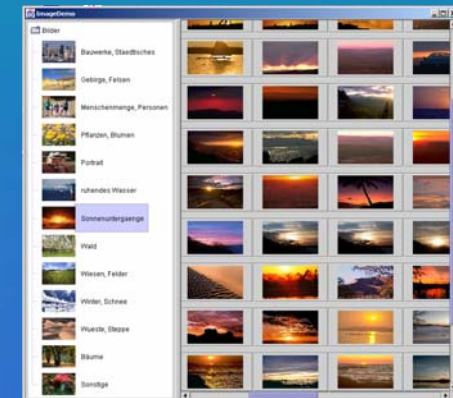 ImageDemo
Bilder
Bauwerke, Staedtisches
Gebirge, Felsen
Menschenmenge, Personen
Pflanzen, Blumen
Portrait
ruhendes Wasser
Sonnenuntergaenge
Wald
Wiesen, Felder
Winter, Schnee
Wueste, Steppe
Bäume
Sonstige